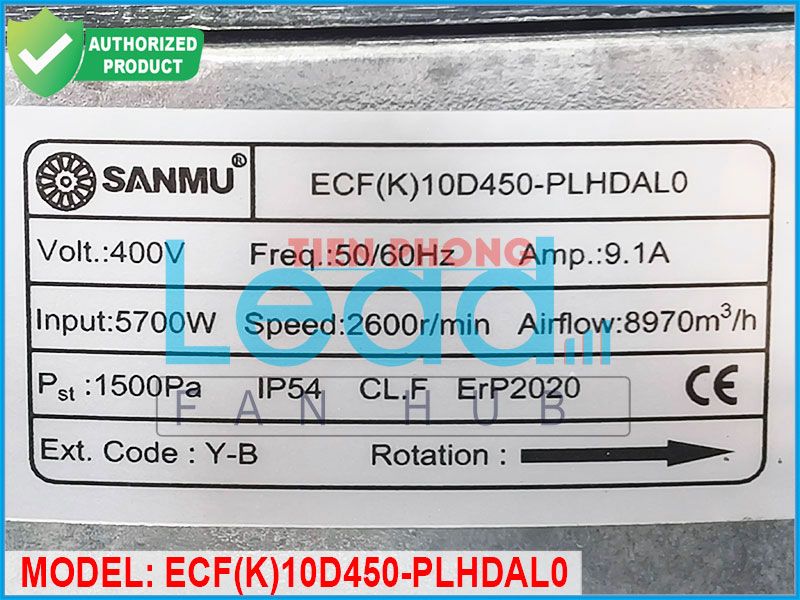 AUTHORIZED
PRODUCT
SANMU® ECF(K)10D450-PLHDAL0
TIEN PHONG
Volt.:400V Freq.:50/60Hz Amp.:9.1A
Lead
Input:5700W Speed:2600r/min Airflow:8970m³/h
Pst :1500Pa IP54 CL.F ErP2020 CE
FAN HUB
Ext. Code : Y-B Rotation :
MODEL: ECF(K)10D450-PLHDAL0